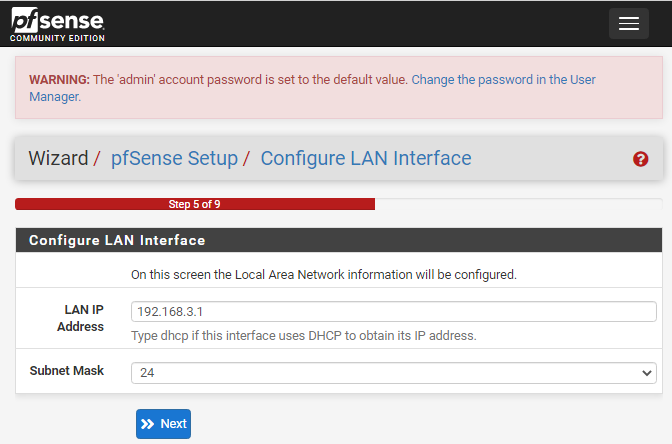 pfsense
COMMUNITY EDITION
WARNING: The 'admin' account password is set to the default value. Change the password in the User
Manager.
Wizard / pfSense Setup / Configure LAN Interface
Step 5 of 9
Configure LAN Interface
On this screen the Local Area Network information will be configured.
LAN IP
Address
192.168.3.1
Type dhcp if this interface uses DHCP to obtain its IP address.
Subnet Mask
24
Next